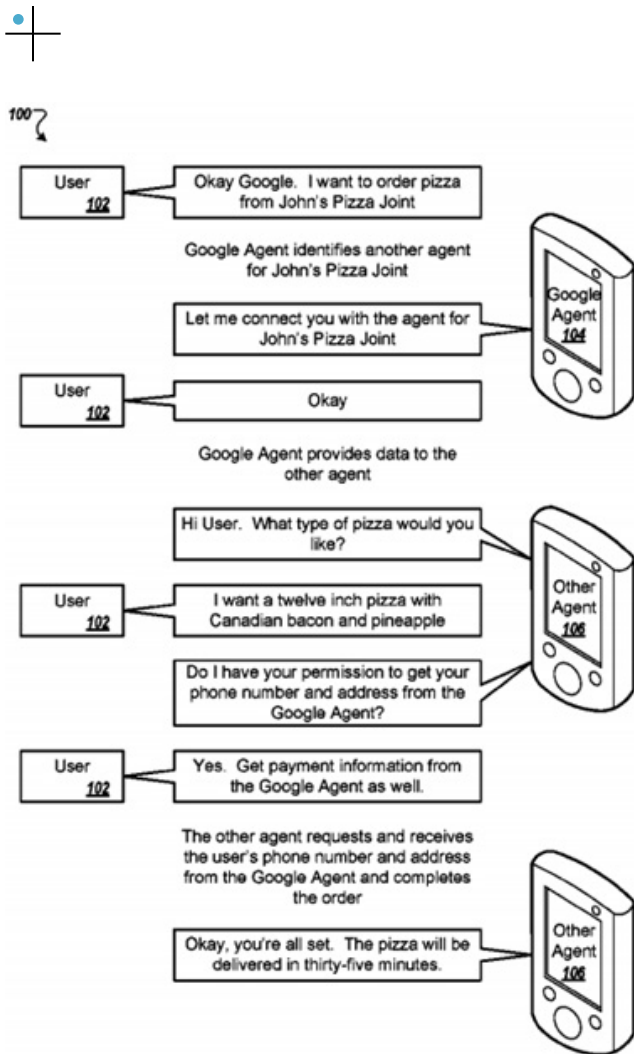 100
User
102
Okay Google. I want to order pizza
from John's Pizza Joint
Google Agent identifies another agent
for John's Pizza Joint
Google
Agent
104
Let me connect you with the agent for
John's Pizza Joint
User
102
Okay
Google Agent provides data to the
other agent
Hi User. What type of pizza would you
like?
Other
Agent
106
User
102
I want a twelve inch pizza with
Canadian bacon and pineapple
Do I have your permission to get your
phone number and address from the
Google Agent?
User
102
Yes. Get payment information from
the Google Agent as well.
The other agent requests and receives
the user's phone number and address
from the Google Agent and completes
the order
Okay, you're all set. The pizza will be
delivered in thirty-five minutes.
Other
Agent
106